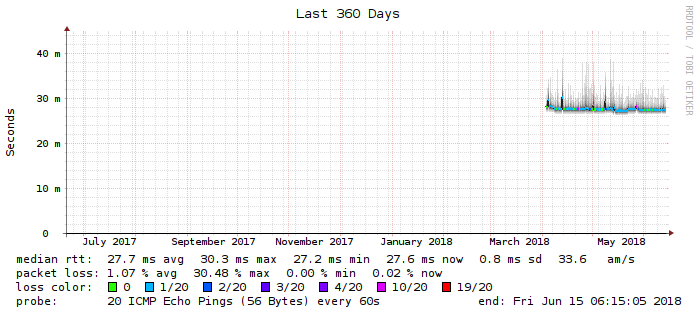 Last 360 Days
RRDTOOL / TOBI OETIKER
Seconds
40 m
30 m
20 m
10 m
0
July 2017 September 2017 November 2017 January 2018 March 2018 May 2018
median rtt: 27.7 ms avg 30.3 ms max 27.2 ms min 27.6 ms now 0.8 ms sd 33.6 am/s
packet loss: 1.07 % avg 30.48 % max 0.00 % min 0.02 % now
loss color: 0 1/20 2/20 3/20 4/20 10/20 19/20
probe: 20 ICMP Echo Pings (56 Bytes) every 60s end: Fri Jun 15 06:15:05 2018